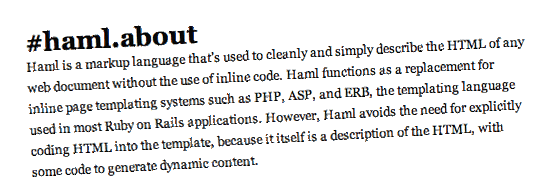 #haml.about
Haml is a markup language that's used to cleanly and simply describe the HTML of any
web document without the use of inline code. Haml functions as a replacement for
inline page templating systems such as PHP, ASP, and ERB, the templating language
used in most Ruby on Rails applications. However, Haml avoids the need for explicitly
coding HTML into the template, because it itself is a description of the HTML, with
some code to generate dynamic content.